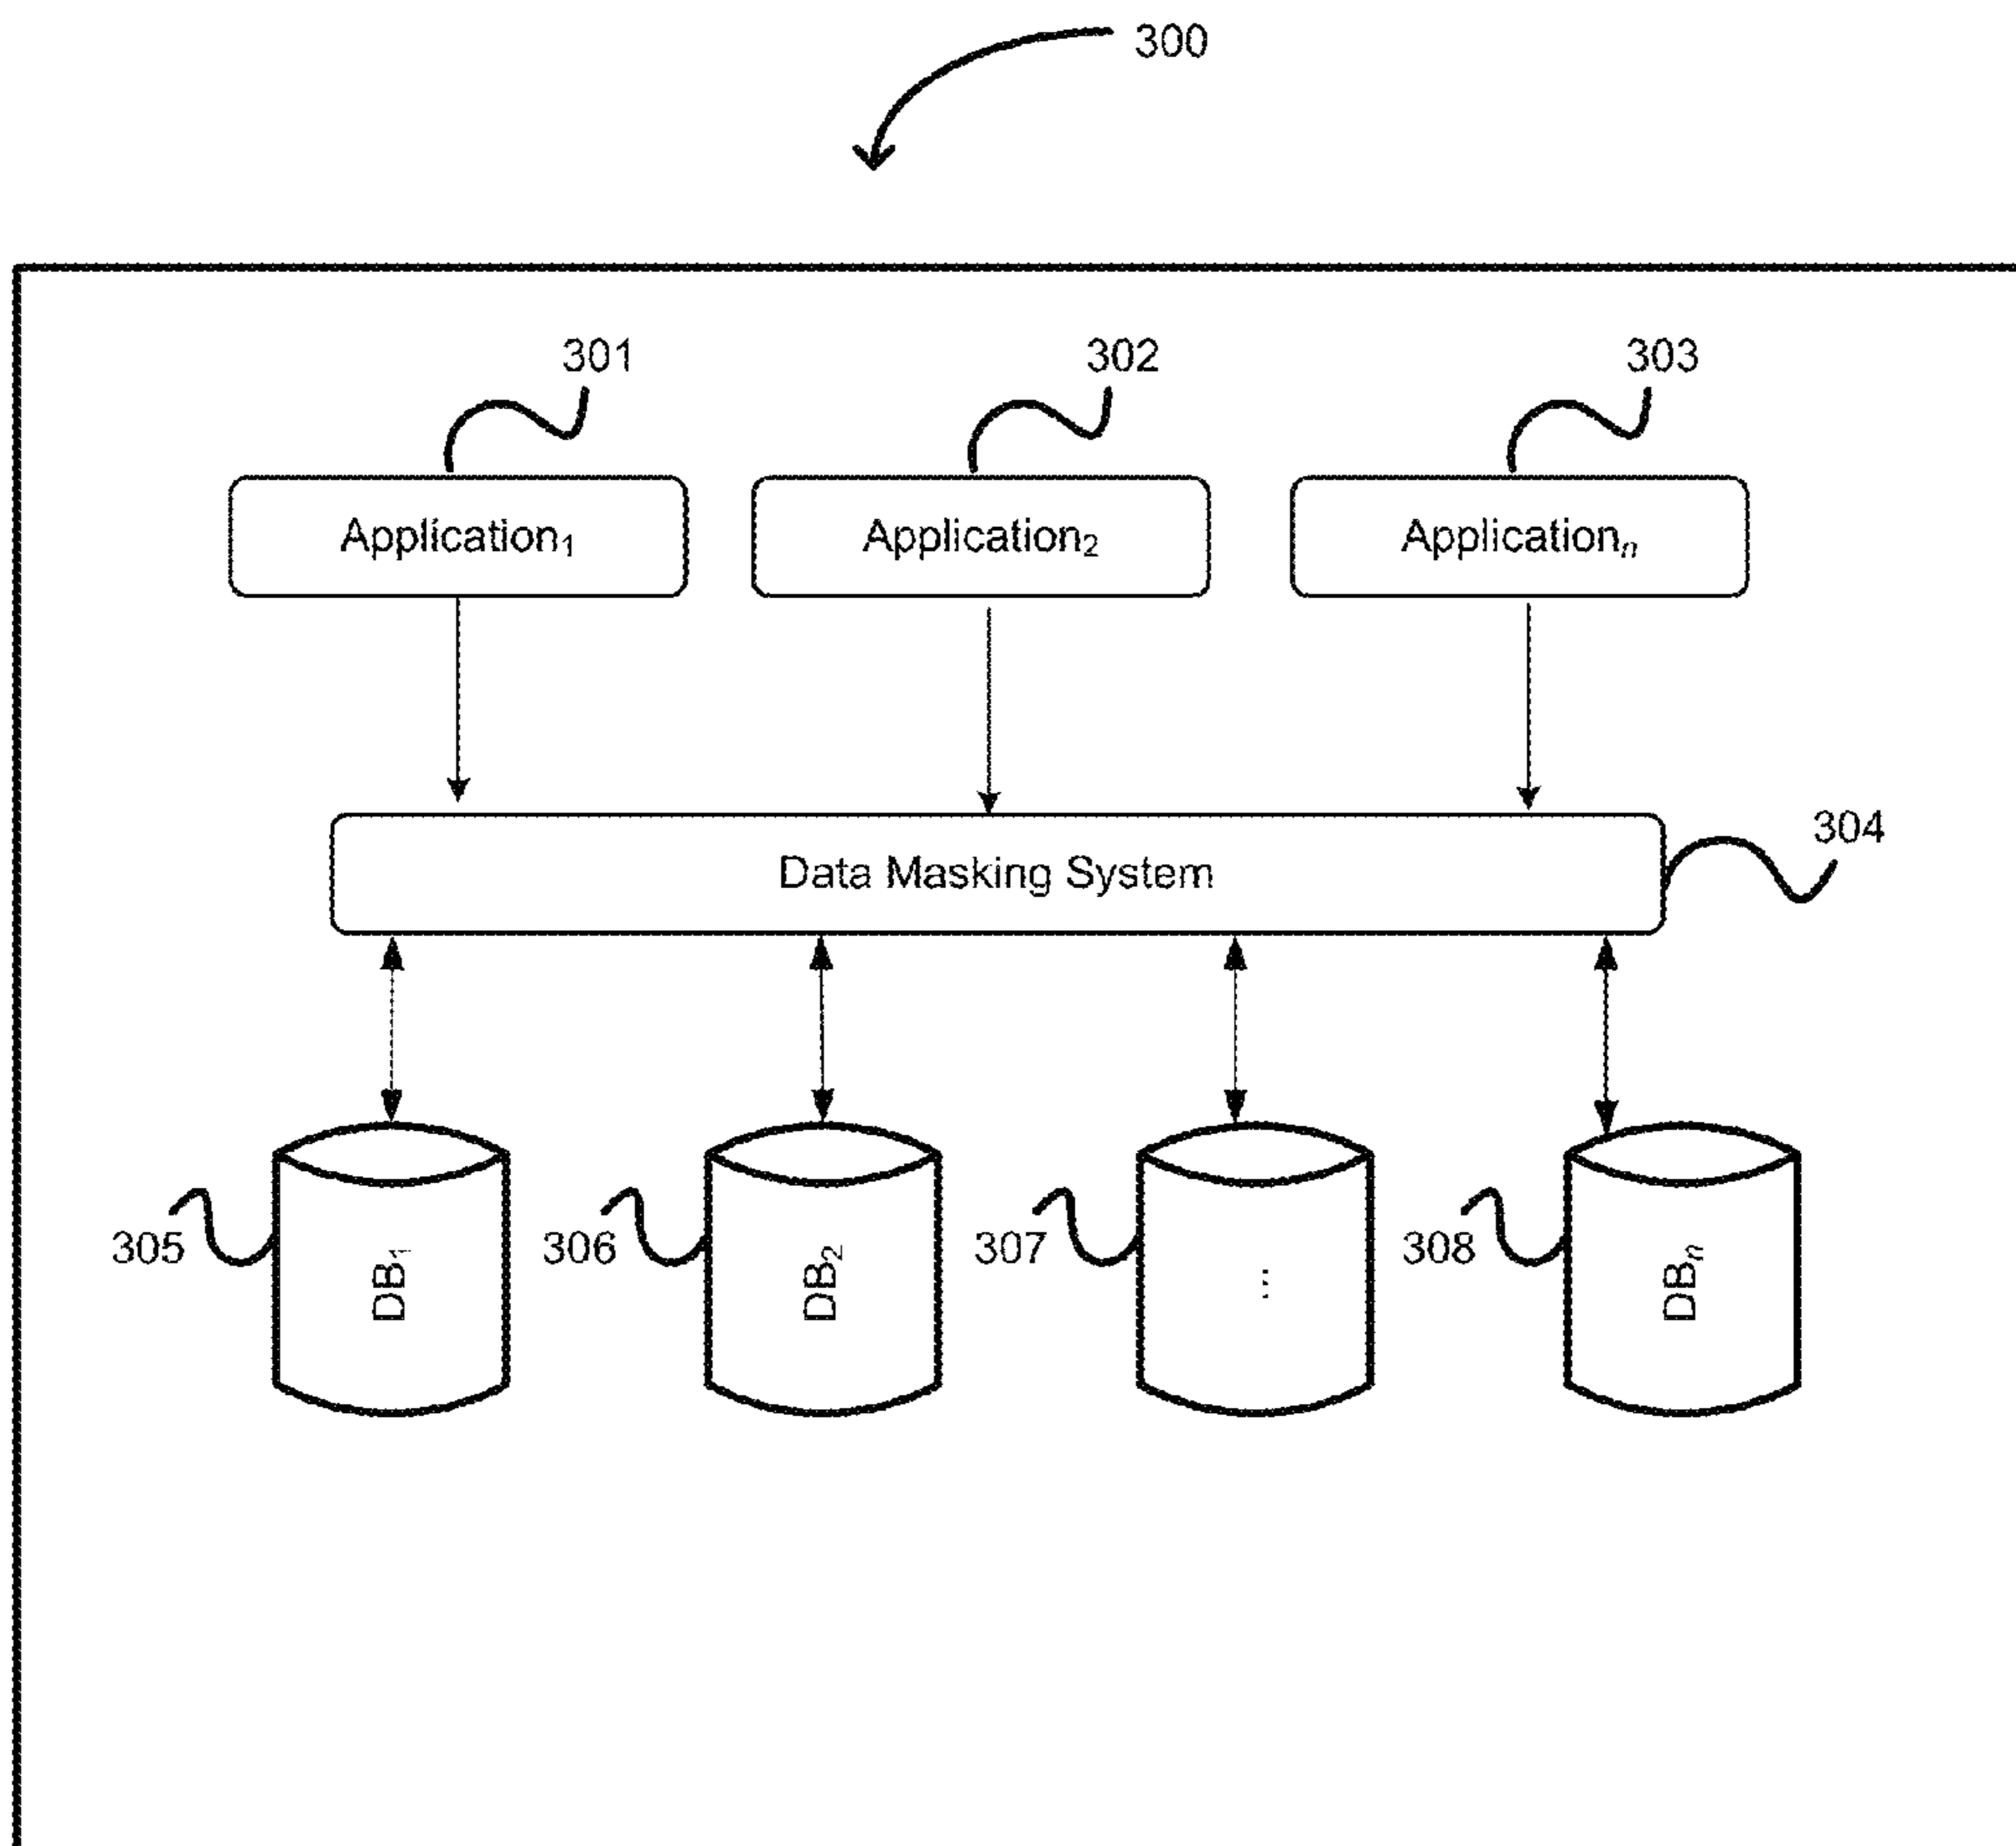 300
301 302 303
Application₁ Application₂ Applicationₙ
304
Data Masking System
305 306 307 308
DB₁ DB₂ ... DBₙ